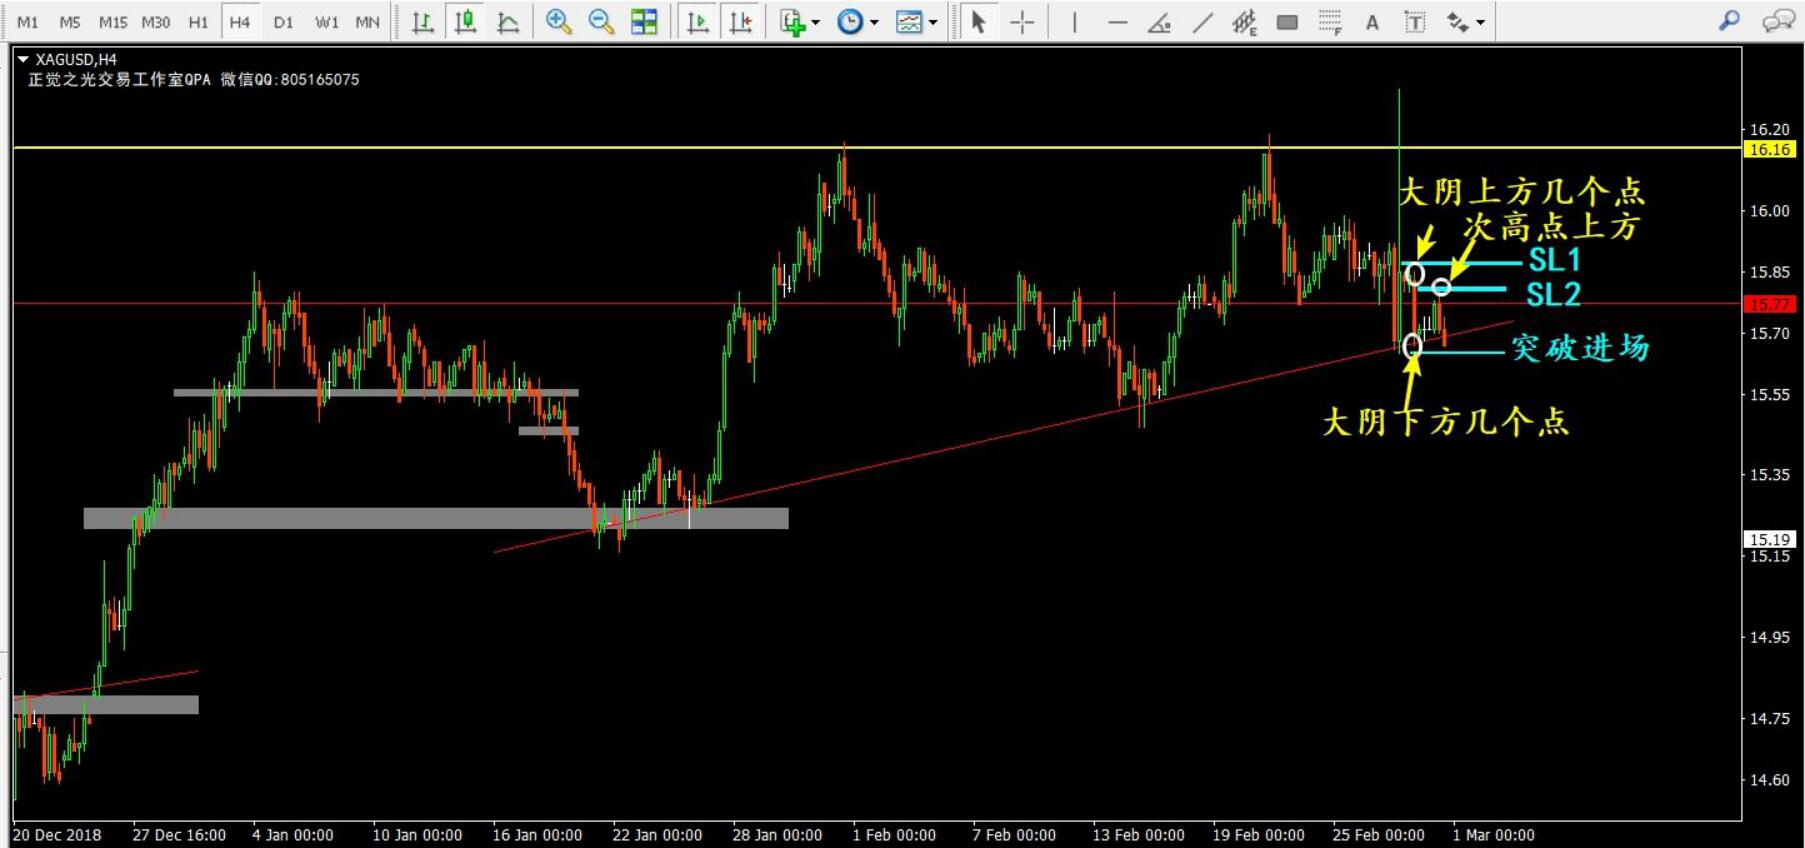 M1 M5 M15 M30 H1 H4 D1 W1 MN
XAGUSD,H4
正觉之光交易工作室QPA 微信QQ:805165075
16.20
16.16
大阴上方几个点
16.00
次高点上方
SL1
15.85
SL2
15.77
15.70
突破进场
15.55
大阴下方几个点
15.35
15.19
15.15
14.95
14.75
14.60
20 Dec 2018 27 Dec 16:00 4 Jan 00:00 10 Jan 00:00 16 Jan 00:00 22 Jan 00:00 28 Jan 00:00 1 Feb 00:00 7 Feb 00:00 13 Feb 00:00 19 Feb 00:00 25 Feb 00:00 1 Mar 00:00